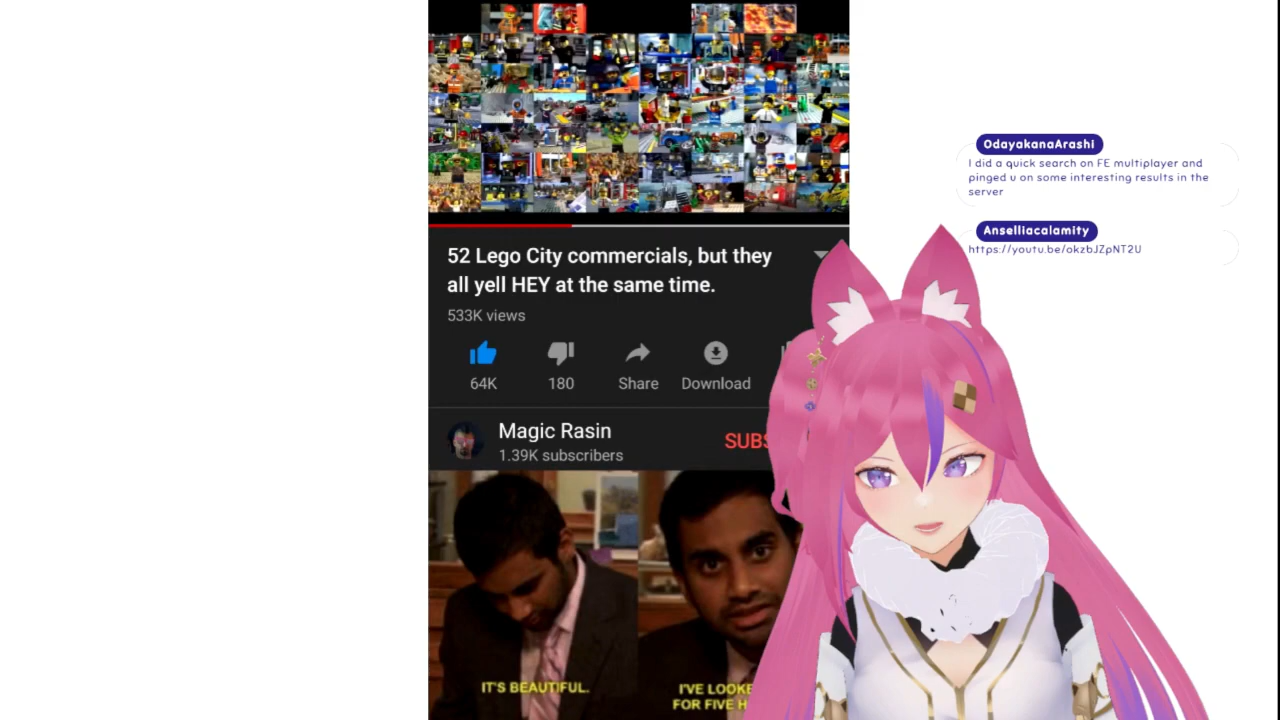 52 Lego City commercials, but they
all yell HEY at the same time.
533K views
64K
180
Share
Download
Magic Rasin
1.39K subscribers
IT'S BEAUTIFUL.
I'VE
FOR FIVE
OdayakanaArashi
I did a quick search on FE multiplayer and
pinged u on some interesting results in the
server
Anselliacalamity
https://youtu.be/okzbJZpNT2U